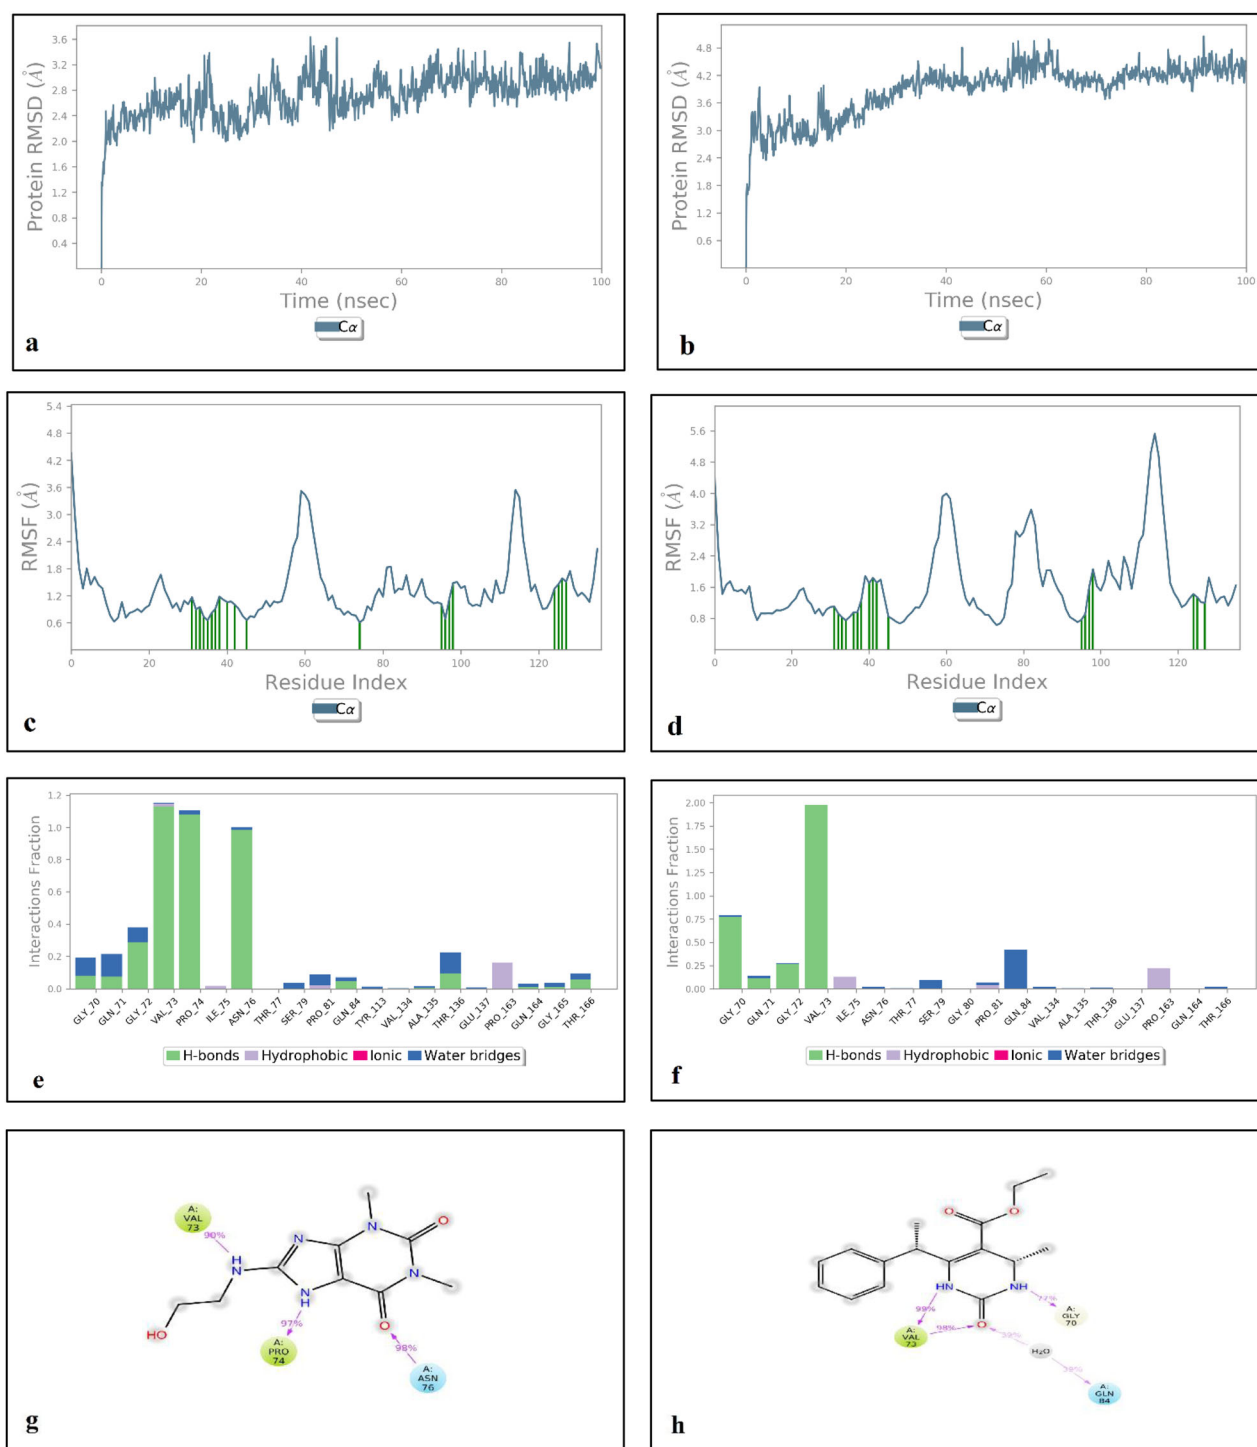 3.6
3.2
2.8
2.4
2.0
1.6
1.2
0.8
0.4
Protein RMSD (Å)
0 20 40 60 80 100
Time (nsec)
Cα
a
4.8
4.2
3.6
3.0
2.4
1.8
1.2
0.6
Protein RMSD (Å)
0 20 40 60 80 100
Time (nsec)
Cα
b
5.4
4.8
4.2
3.6
3.0
2.4
1.8
1.2
0.6
RMSF (Å)
0 20 40 60 80 100 120
Residue Index
Cα
c
5.6
4.8
4.0
3.2
2.4
1.6
0.8
RMSF (Å)
0 20 40 60 80 100 120
Residue Index
Cα
d
1.2
1.0
0.8
0.6
0.4
0.2
0.0
Interactions Fraction
GLY_70 GLN_71 GLY_72 VAL_73 PRO_74 ILE_75 ASN_76 THR_77 SER_79 PRO_81 GLN_84 TYR_113 VAL_134 ALA_135 THR_136 GLU_137 PRO_163 GLN_164 GLY_165 THR_166
H-bonds Hydrophobic Ionic Water bridges
e
2.00
1.75
1.50
1.25
1.00
0.75
0.50
0.25
0.00
Interactions Fraction
GLY_70 GLN_71 GLY_72 VAL_73 ILE_75 ASN_76 THR_77 SER_79 GLY_80 PRO_81 GLN_84 VAL_134 ALA_135 THR_136 GLU_137 PRO_163 GLN_164 THR_166
H-bonds Hydrophobic Ionic Water bridges
f
A:
VAL
73
90%
H
N
HO
N
N
H
97%
A:
PRO
74
N
O
N
O
98%
A:
ASN
76
g
O
O
HN
NH
98%
98%
77%
A:
VAL
73
O
A:
GLY
70
H₂O
A:
GLN
84
h